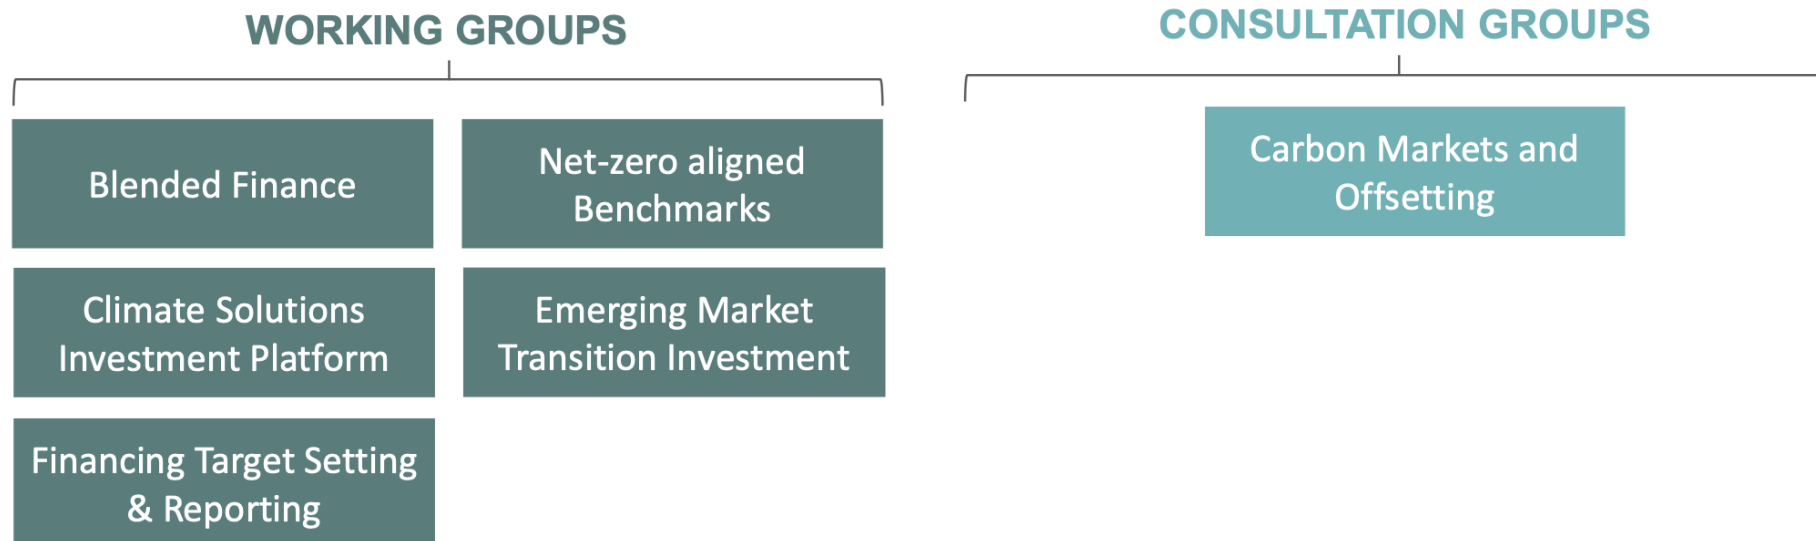 WORKING GROUPS
Blended Finance
Net-zero aligned
Benchmarks
Climate Solutions
Investment Platform
Emerging Market
Transition Investment
Financing Target Setting
& Reporting
CONSULTATION GROUPS
Carbon Markets and
Offsetting